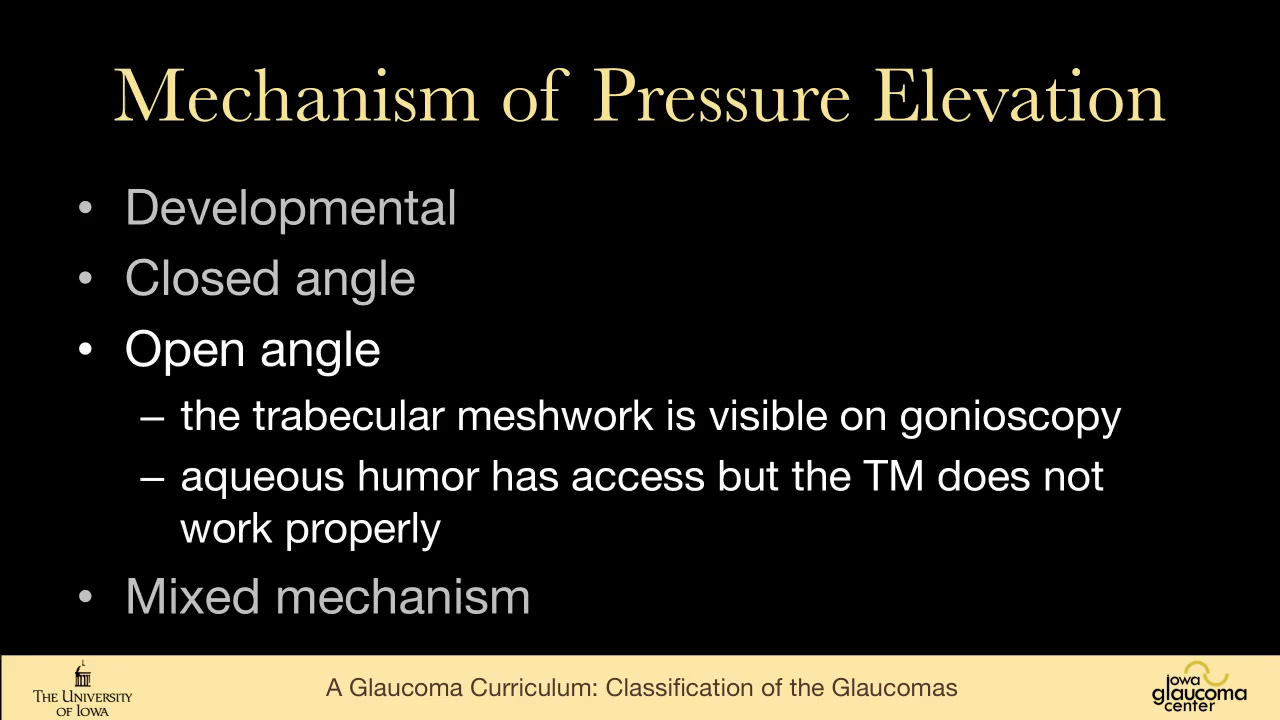 Mechanism of Pressure Elevation
• Developmental
• Closed angle
• Open angle
– the trabecular meshwork is visible on gonioscopy
– aqueous humor has access but the TM does not
work properly
• Mixed mechanism
THE UNIVERSITY
OF IOWA
A Glaucoma Curriculum: Classification of the Glaucomas
iowa
glaucoma
center